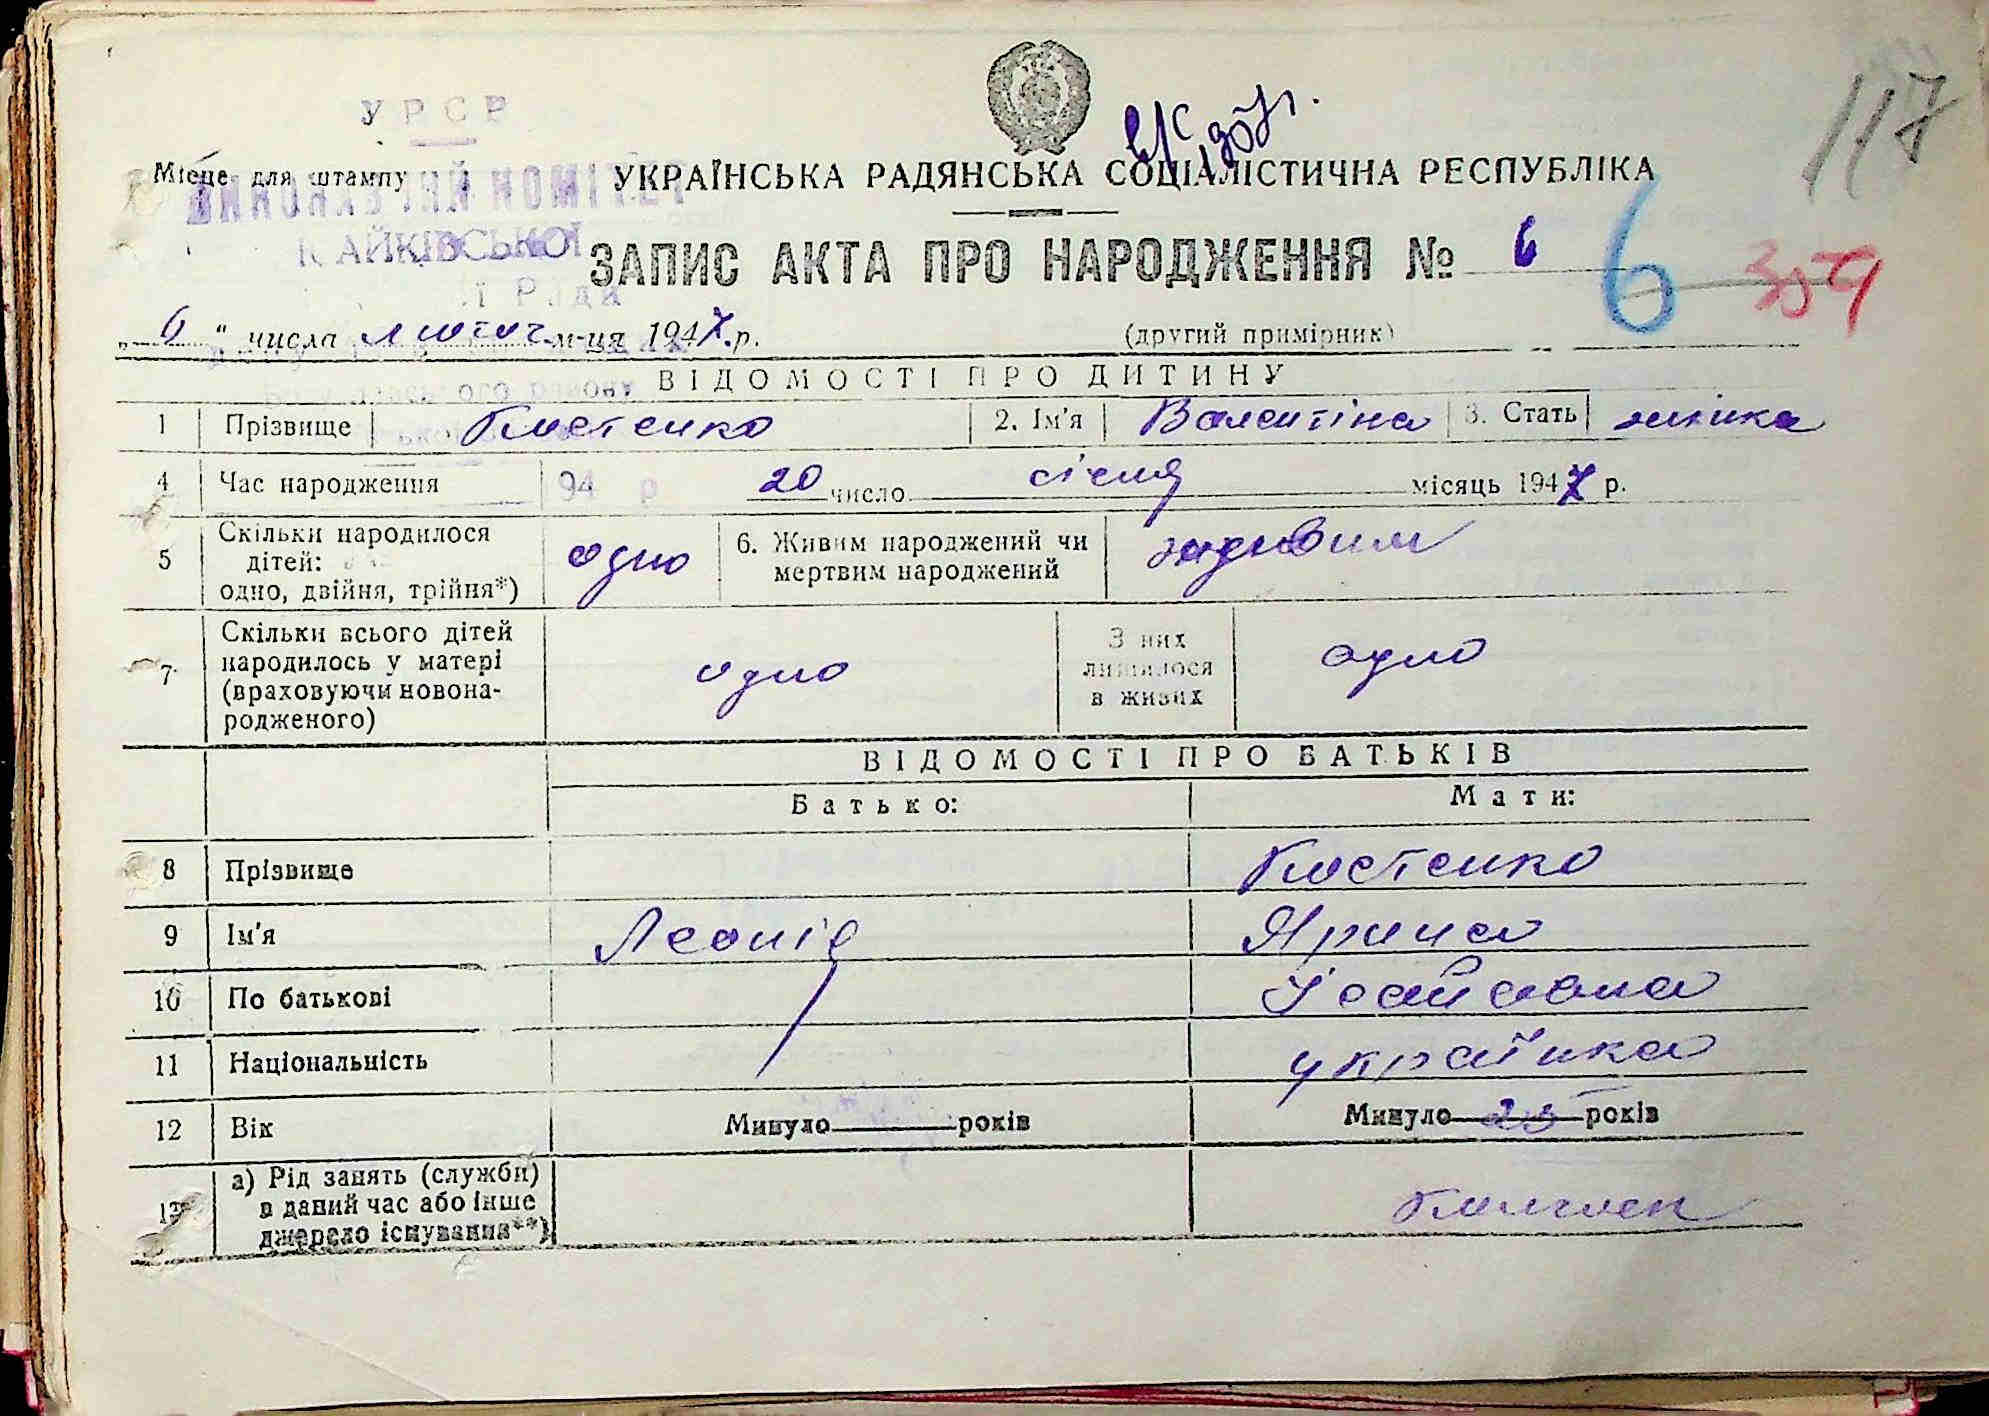 117
УРСР
Місце для штампу
ВИКОНАВЧИЙ КОМІТЕТ
УКРАЇНСЬКА РАДЯНСЬКА СОЦІАЛІСТИЧНА РЕСПУБЛІКА
ЗАПИС АКТА ПРО НАРОДЖЕННЯ № 6 6 359
Ради
„ 6 " числа лютого м-ця 1947 р. (другий примірник)
ВІДОМОСТІ ПРО ДИТИНУ
1 Прізвище Костенко 2. Ім'я Валентіна 3. Стать жінка
4 Час народження 94 р 20 число січня місяць 1947 р.
5 Скільки народилося дітей: одно, двійня, трійня*) одно 6. Живим народжений чи мертвим народжений живим
7 Скільки всього дітей народилось у матері (враховуючи новонародженого) одно З них лишилося в живих одно
ВІДОМОСТІ ПРО БАТЬКІВ
Батько: Мати:
8 Прізвище Костенко
9 Ім'я Леонід Ярина
10 По батькові
11 Національність українка
12 Вік Минуло років Минуло 25 років
13 а) Рід занять (служби) в даний час або інше джерело існування**)